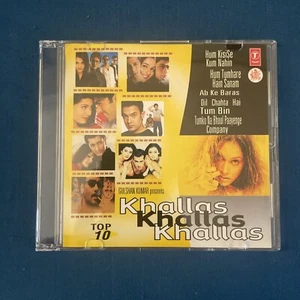 Hum KisiSe
Kum Nahin
Hum Tumhare
Hain Sanam
Ab Ke Baras
Dil Chahta Hai
Tum Bin
Tumko Na Bhool Paayenge
Company
T
GULSHAN KUMAR presents
Khallas
Khallas
Khallas
TOP
10